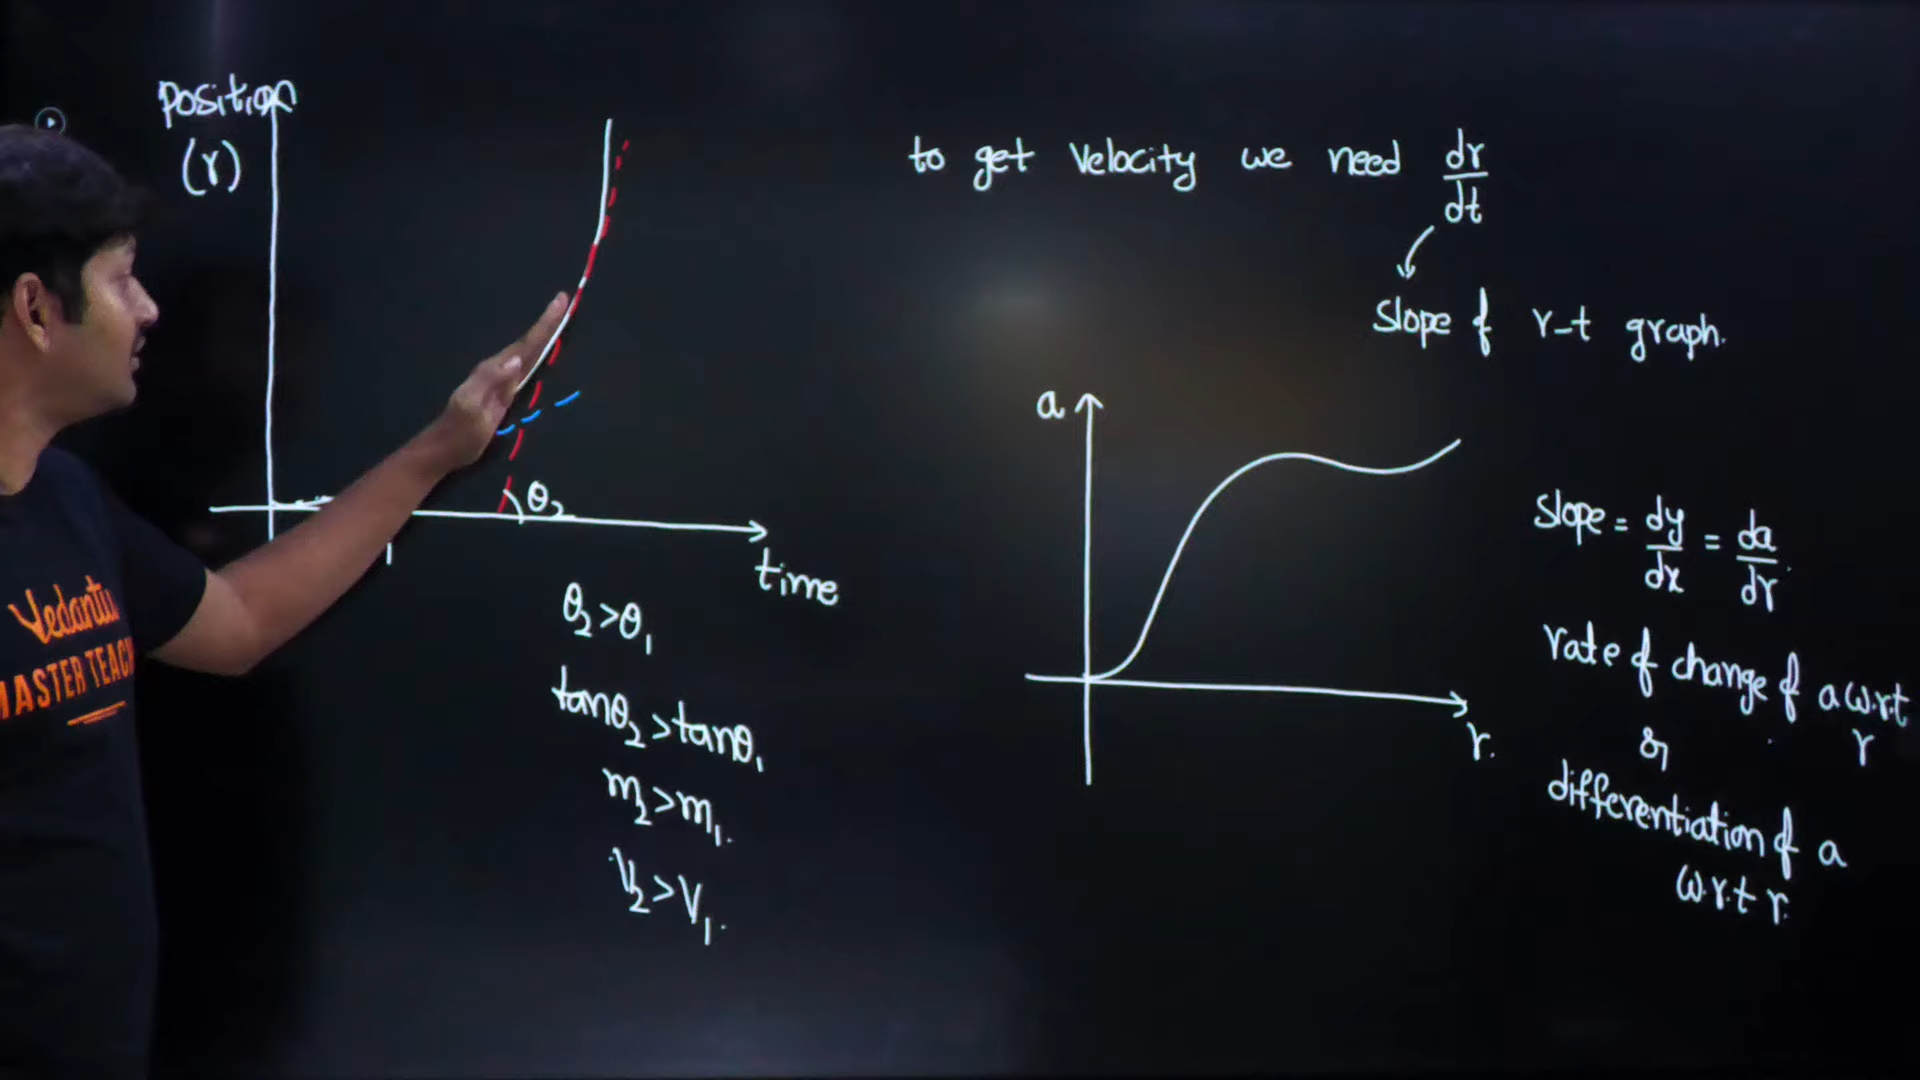 Position
(r)
θ2
time
θ2>θ1
tanθ2>tanθ1
m2>m1.
V2>V1.
to get Velocity we need dr/dt
Slope of r-t graph.
a
r.
Slope = dy/dx = da/dr.
rate of change of a w.r.t
r
or
differentiation of a
w.r.t r.
Vedantu
MASTER TEACH